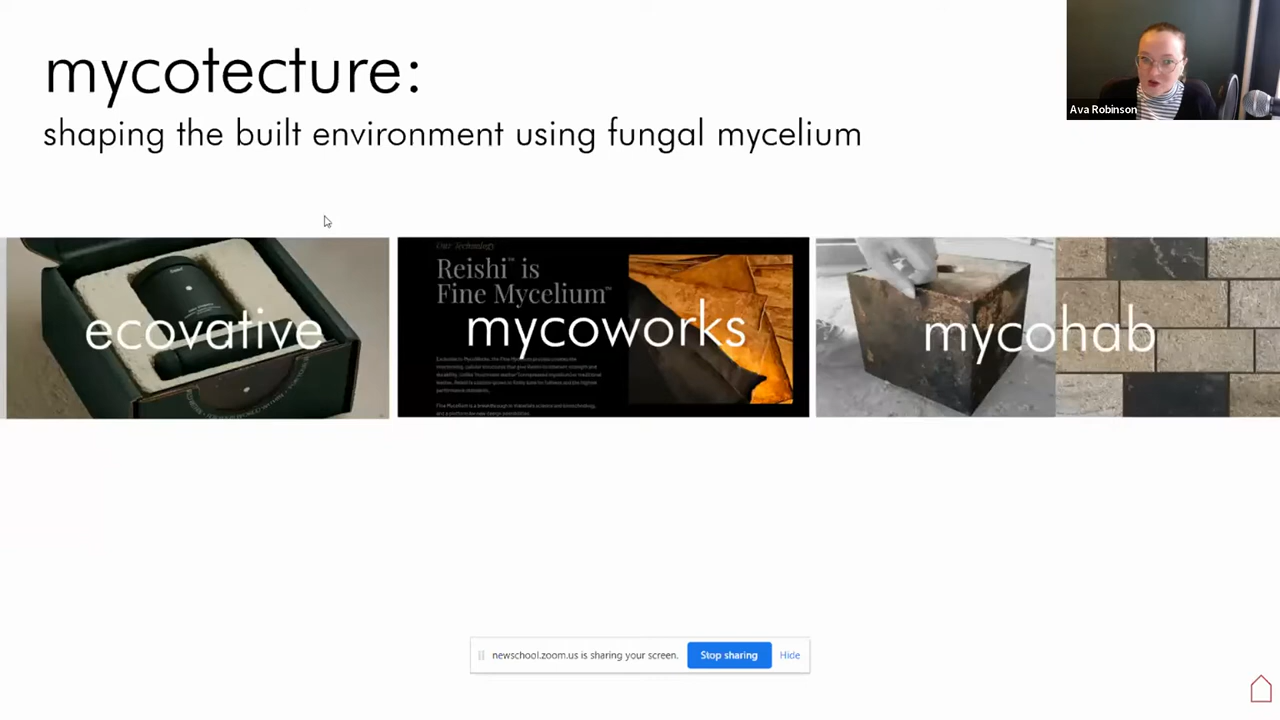 mycotecture:
shaping the built environment using fungal mycelium
Ava Robinson
ecovative
Our Technology
Reishi™ is
Fine Mycelium™
mycoworks
mycohab
newschool.zoom.us is sharing your screen.
Stop sharing
Hide